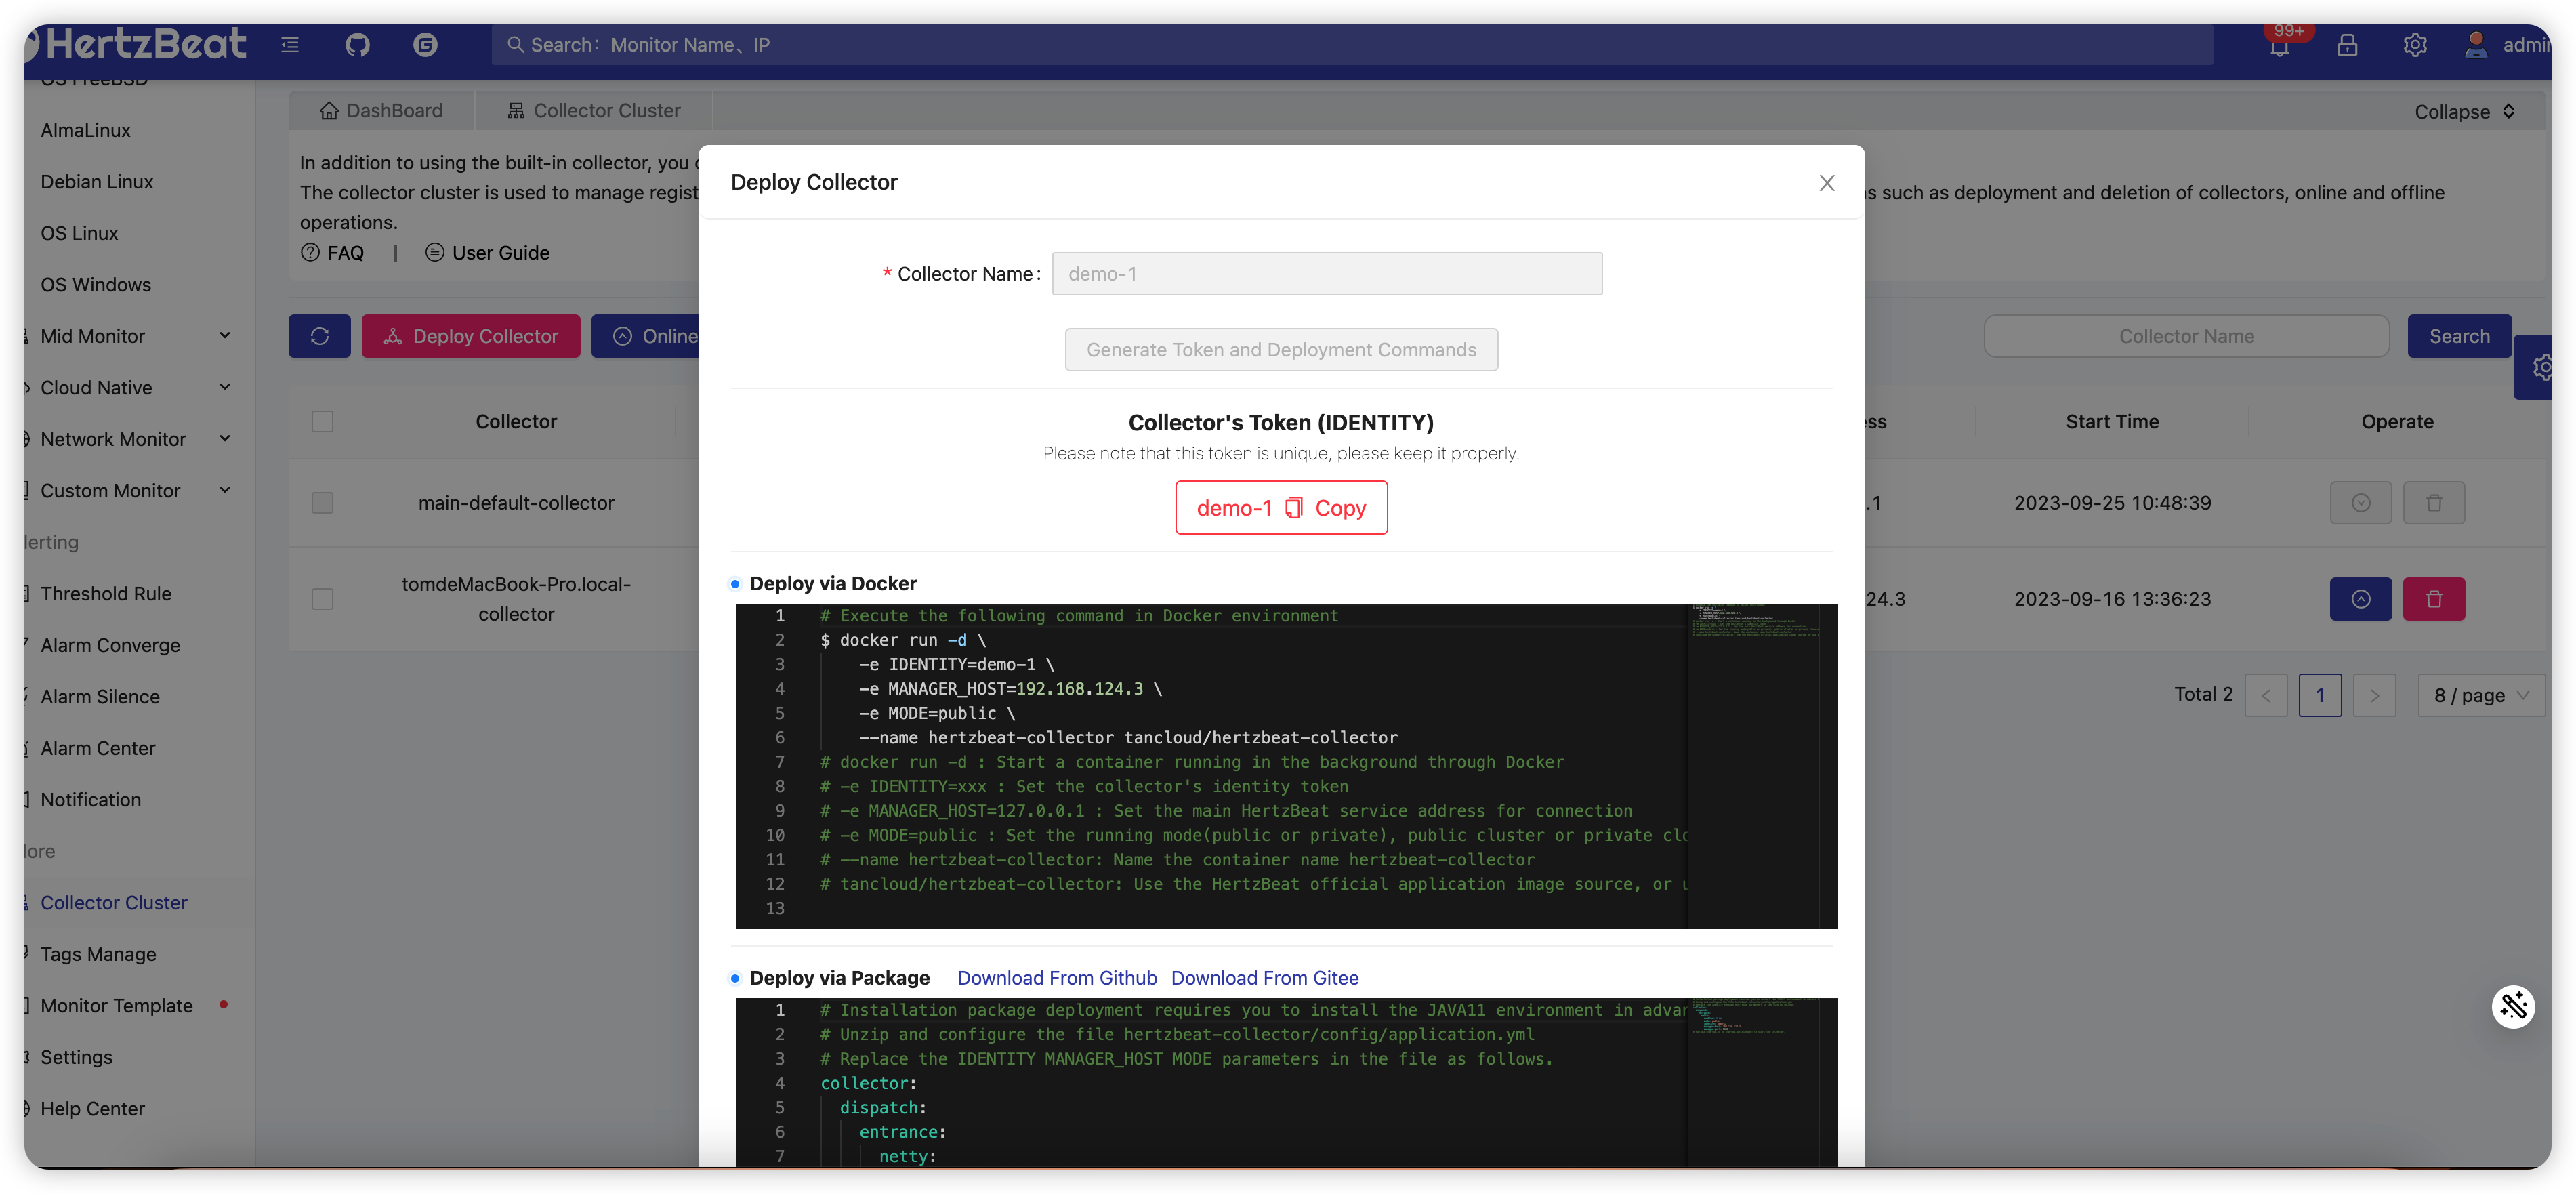 HertzBeat
Search: Monitor Name、IP
99+
OS FreeBSD
AlmaLinux
Debian Linux
OS Linux
OS Windows
Mid Monitor
Cloud Native
Network Monitor
Custom Monitor
Threshold Rule
Alarm Converge
Alarm Silence
Alarm Center
Notification
Collector Cluster
Tags Manage
Monitor Template
Settings
Help Center
DashBoard
Collector Cluster
Collapse
In addition to using the built-in collector, you
The collector cluster is used to manage
such as deployment and deletion of collectors, online and offline
operations.
FAQ | User Guide
Deploy Collector
Online
Collector Name
Search
Collector
Start Time
Operate
main-default-collector
.1
2023-09-25 10:48:39
tomdeMacBook-Pro.local-
collector
24.3
2023-09-16 13:36:23
Total 2
<
1
>
8 / page
Deploy Collector
* Collector Name: demo-1
Generate Token and Deployment Commands
Collector's Token (IDENTITY)
Please note that this token is unique, please keep it properly.
demo-1 Copy
Deploy via Docker
1 # Execute the following command in Docker environment
2 $ docker run -d \
3 -e IDENTITY=demo-1 \
4 -e MANAGER_HOST=192.168.124.3 \
5 -e MODE=public \
6 --name hertzbeat-collector tancloud/hertzbeat-collector
7 # docker run -d : Start a container running in the background through Docker
8 # -e IDENTITY=xxx : Set the collector's identity token
9 # -e MANAGER_HOST=127.0.0.1 : Set the main HertzBeat service address for connection
10 # -e MODE=public : Set the running mode(public or private), public cluster or private
11 # --name hertzbeat-collector: Name the container name hertzbeat-collector
12 # tancloud/hertzbeat-collector: Use the HertzBeat official application image source, or
13
Deploy via Package Download From Github Download From Gitee
1 # Installation package deployment requires you to install the JAVA11 environment in
2 # Unzip and configure the file hertzbeat-collector/config/application.yml
3 # Replace the IDENTITY MANAGER_HOST MODE parameters in the file as follows.
4 collector:
5 dispatch:
6 entrance:
7 netty: